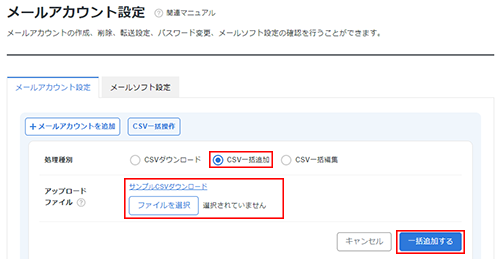 メールアカウント設定 ? 関連マニュアル
メールアカウントの作成、削除、転送設定、パスワード変更、メールソフト設定の確認を行うことができます。
メールアカウント設定 メールソフト設定
+メールアカウントを追加 CSV一括操作
処理種別 CSVダウンロード CSV一括追加 CSV一括編集
アップロード サンプルCSVダウンロード
ファイル ? ファイルを選択 選択されていません
キャンセル 一括追加する